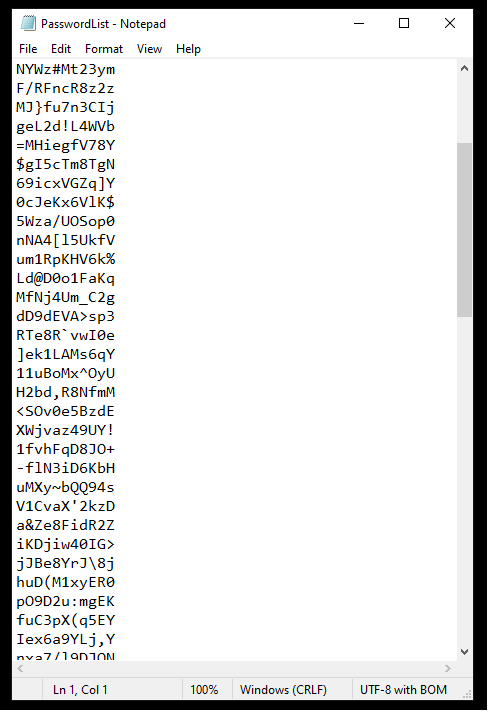 PasswordList - Notepad
File Edit Format View Help
NYWz#Mt23ym
F/RFncR8z2z
MJ}fu7n3CIj
geL2d!L4WVb
=MHiegfV78Y
$gI5cTm8TgN
69icxVGZq]Y
0cJeKx6VlK$
5Wza/UOSop0
nNA4[l5UkfV
um1RpKHV6k%
Ld@D0o1FaKq
MfNj4Um_C2g
dD9dEVA>sp3
RTe8R`vwI0e
]ek1LAMs6qY
11uBoMx^OyU
H2bd,R8NfmM
<SOv0e5BzdE
XWjvaz49UY!
1fvhFqD8JO+
-flN3iD6KbH
uMXy~bQQ94s
V1CvaX'2kzD
a&Ze8FidR2Z
iKDjiw40IG>
jJBe8YrJ\8j
huD(M1xyER0
pO9D2u:mgEK
fuC3pX(q5EY
Iex6a9YLj,Y
nxa7/l9DJON
Ln 1, Col 1 100% Windows (CRLF) UTF-8 with BOM